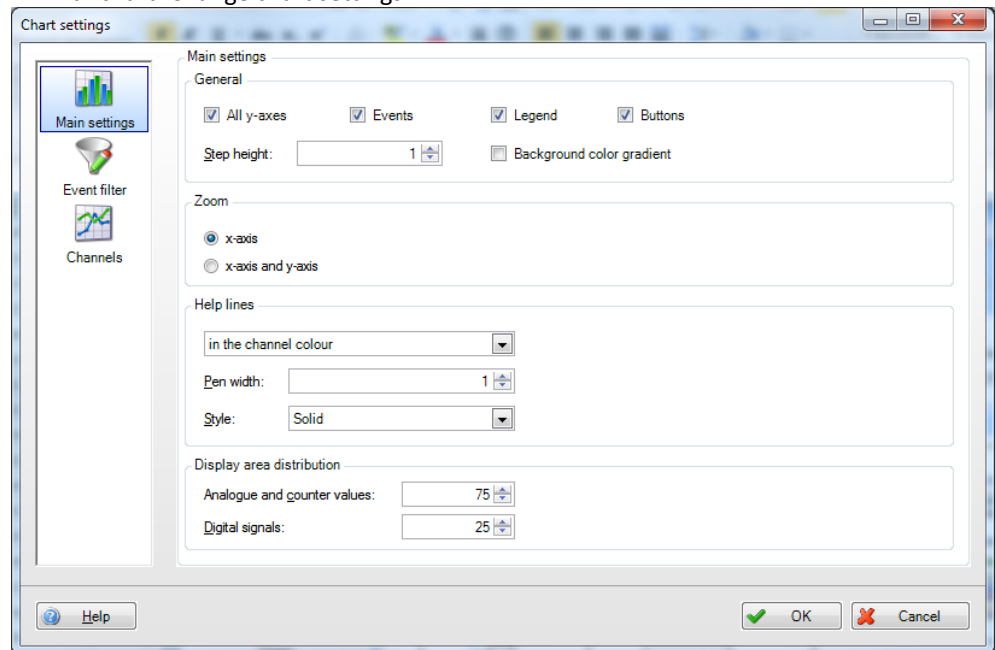 Chart settings
Main settings
Event filter
Channels
Main settings
General
All y-axes Events Legend Buttons
Step height: 1 Background color gradient
Zoom
x-axis
x-axis and y-axis
Help lines
in the channel colour
Pen width: 1
Style: Solid
Display area distribution
Analogue and counter values: 75
Digital signals: 25
Help OK Cancel